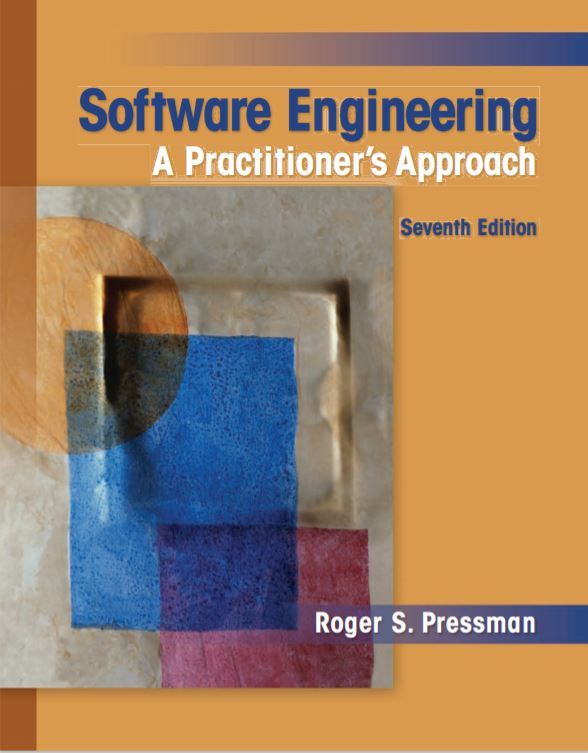 Software Engineering
A Practitioner's Approach
Seventh Edition
Roger S. Pressman